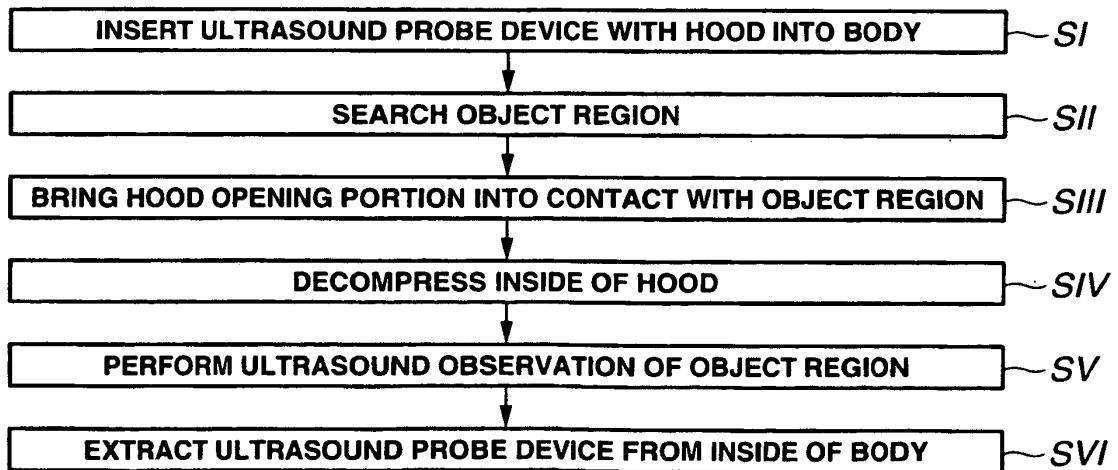 INSERT ULTRASOUND PROBE DEVICE WITH HOOD INTO BODY SI
SEARCH OBJECT REGION SII
BRING HOOD OPENING PORTION INTO CONTACT WITH OBJECT REGION SIII
DECOMPRESS INSIDE OF HOOD SIV
PERFORM ULTRASOUND OBSERVATION OF OBJECT REGION SV
EXTRACT ULTRASOUND PROBE DEVICE FROM INSIDE OF BODY SVI